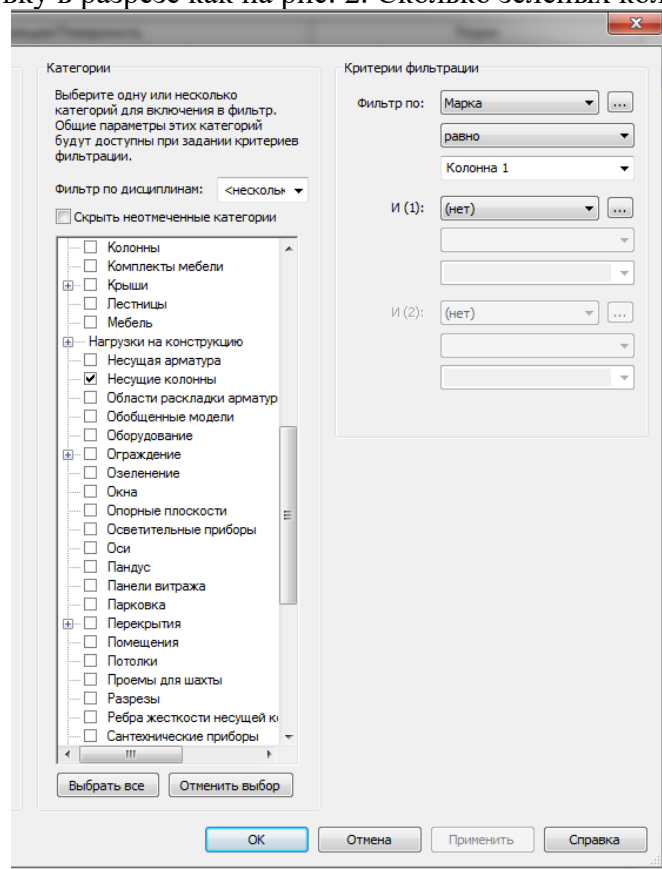 вку в разрезе как на рис. 2. Сколько зеленых кол
Категории
Выберите одну или несколько
категорий для включения в фильтр.
Общие параметры этих категорий
будут доступны при задании критериев
фильтрации.
Фильтр по дисциплинам: <нескольк
Скрыть неотмеченные категории
Колонны
Комплекты мебели
Крыши
Лестницы
Мебель
Нагрузки на конструкцию
Несущая арматура
Несущие колонны
Области раскладки арматур
Обобщенные модели
Оборудование
Ограждение
Озеленение
Окна
Опорные плоскости
Осветительные приборы
Оси
Пандус
Панели витража
Парковка
Перекрытия
Помещения
Потолки
Проемы для шахты
Разрезы
Ребра жесткости несущей к
Сантехнические приборы
Выбрать все Отменить выбор
Критерии фильтрации
Фильтр по: Марка ...
равно
Колонна 1
И (1): (нет) ...
И (2): (нет) ...
OK Отмена Применить Справка